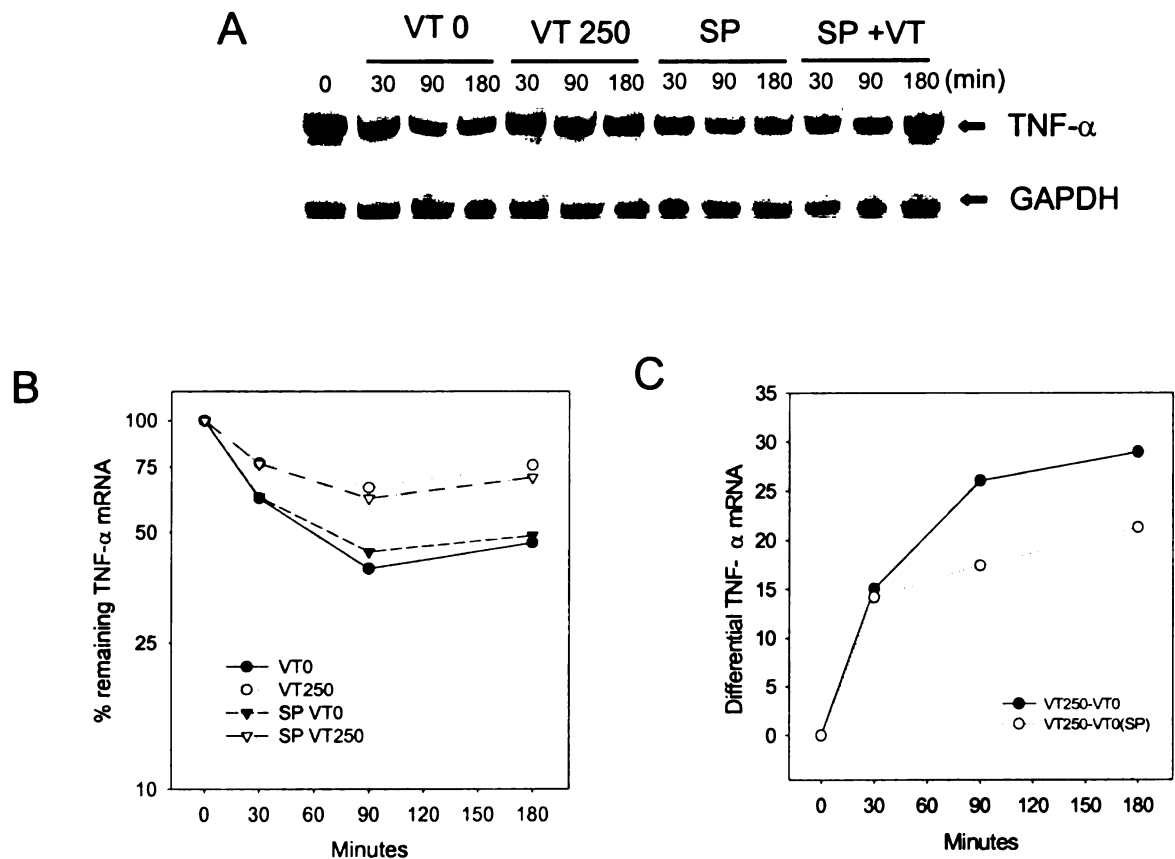 A
VT 0 VT 250 SP SP +VT
0 30 90 180 30 90 180 30 90 180 30 90 180 (min)
TNF-α
GAPDH
B
% remaining TNF-α mRNA
100
75
50
25
10
VT0
VT250
SP VT0
SP VT250
0 30 60 90 120 150 180
Minutes
C
Differential TNF- α mRNA
35
30
25
20
15
10
5
0
VT250-VT0
VT250-VT0(SP)
0 30 60 90 120 150 180
Minutes